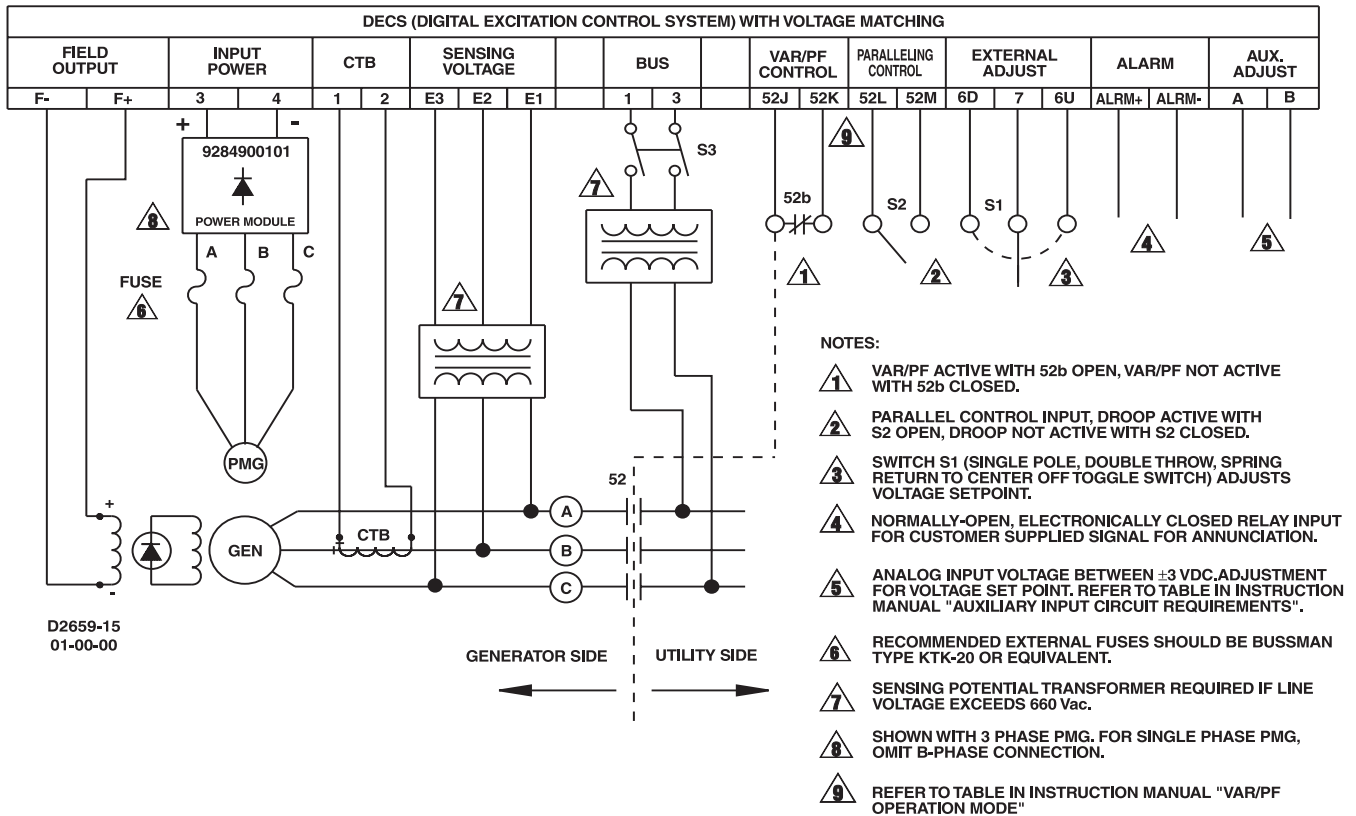 DECS (DIGITAL EXCITATION CONTROL SYSTEM) WITH VOLTAGE MATCHING
FIELD OUTPUT
INPUT POWER
CTB
SENSING VOLTAGE
BUS
VAR/PF CONTROL
PARALLELING CONTROL
EXTERNAL ADJUST
ALARM
AUX. ADJUST
F- F+ 3 4 1 2 E3 E2 E1 1 3 52J 52K 52L 52M 6D 7 6U ALRM+ ALRM- A B
+ -
9284900101
POWER MODULE
8
A B C
FUSE
6
PMG
7
S3
7
9
52b
1
S2
2
S1
3
4
5
+
-
GEN
± CTB
A
B
C
52
D2659-15
01-00-00
GENERATOR SIDE
UTILITY SIDE
NOTES:
1 VAR/PF ACTIVE WITH 52b OPEN, VAR/PF NOT ACTIVE
WITH 52b CLOSED.
2 PARALLEL CONTROL INPUT, DROOP ACTIVE WITH
S2 OPEN, DROOP NOT ACTIVE WITH S2 CLOSED.
3 SWITCH S1 (SINGLE POLE, DOUBLE THROW, SPRING
RETURN TO CENTER OFF TOGGLE SWITCH) ADJUSTS
VOLTAGE SETPOINT.
4 NORMALLY-OPEN, ELECTRONICALLY CLOSED RELAY INPUT
FOR CUSTOMER SUPPLIED SIGNAL FOR ANNUNCIATION.
5 ANALOG INPUT VOLTAGE BETWEEN ±3 VDC.ADJUSTMENT
FOR VOLTAGE SET POINT. REFER TO TABLE IN INSTRUCTION
MANUAL "AUXILIARY INPUT CIRCUIT REQUIREMENTS".
6 RECOMMENDED EXTERNAL FUSES SHOULD BE BUSSMAN
TYPE KTK-20 OR EQUIVALENT.
7 SENSING POTENTIAL TRANSFORMER REQUIRED IF LINE
VOLTAGE EXCEEDS 660 Vac.
8 SHOWN WITH 3 PHASE PMG. FOR SINGLE PHASE PMG,
OMIT B-PHASE CONNECTION.
9 REFER TO TABLE IN INSTRUCTION MANUAL "VAR/PF
OPERATION MODE"